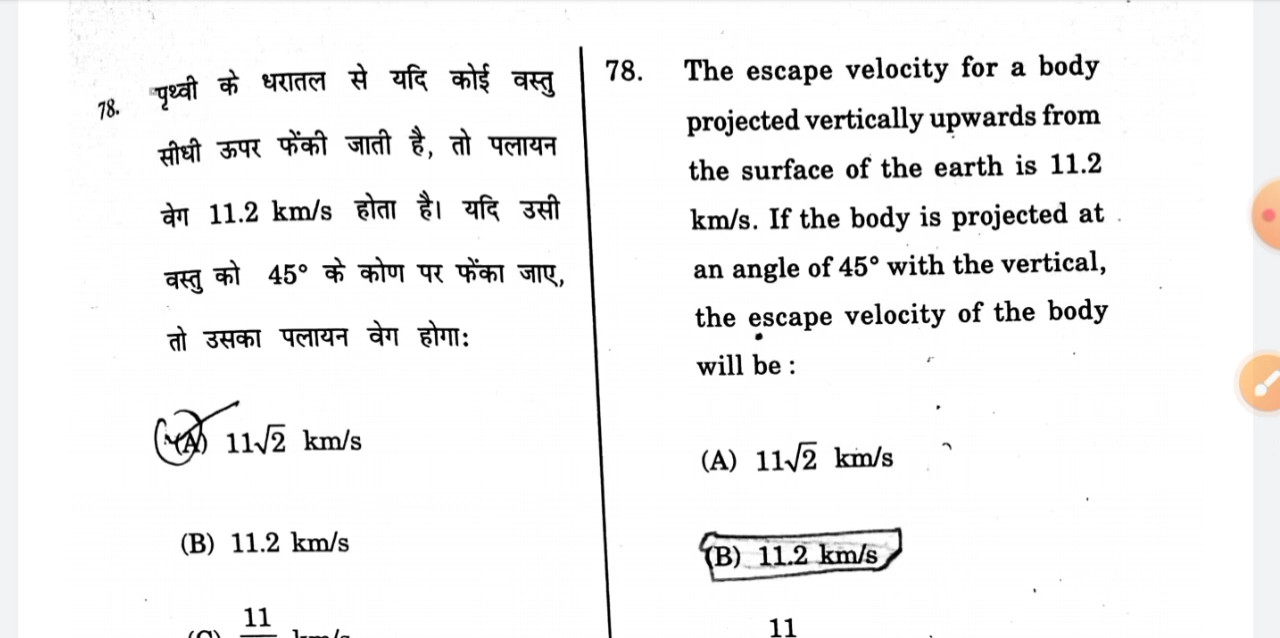 78. पृथ्वी के धरातल से यदि कोई वस्तु
सीधी ऊपर फेंकी जाती है, तो पलायन
वेग 11.2 km/s होता है। यदि उसी
वस्तु को 45° के कोण पर फेंका जाए,
तो उसका पलायन वेग होगा:
(A) 11√2 km/s
(B) 11.2 km/s
11
78. The escape velocity for a body
projected vertically upwards from
the surface of the earth is 11.2
km/s. If the body is projected at
an angle of 45° with the vertical,
the escape velocity of the body
will be :
(A) 11√2 km/s
(B) 11.2 km/s
11